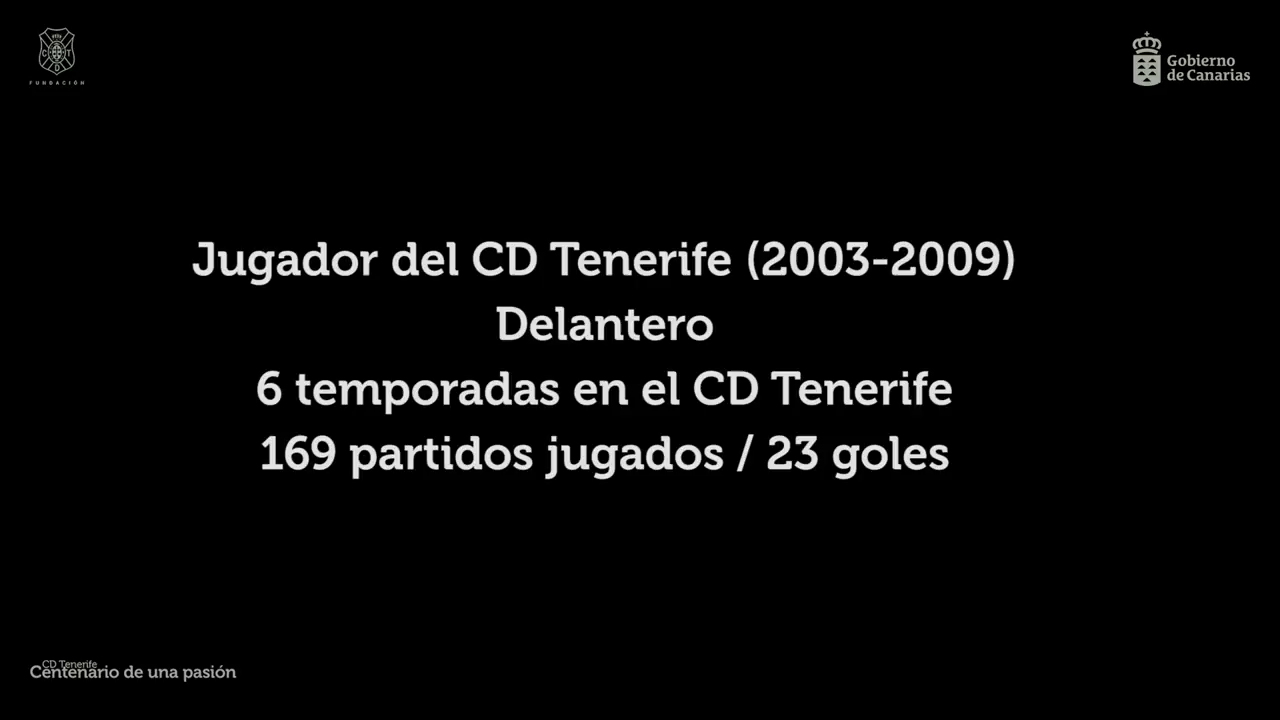 C T
D
FUNDACIÓN
Gobierno
de Canarias
Jugador del CD Tenerife (2003-2009)
Delantero
6 temporadas en el CD Tenerife
169 partidos jugados / 23 goles
CD Tenerife
Centenario de una pasión